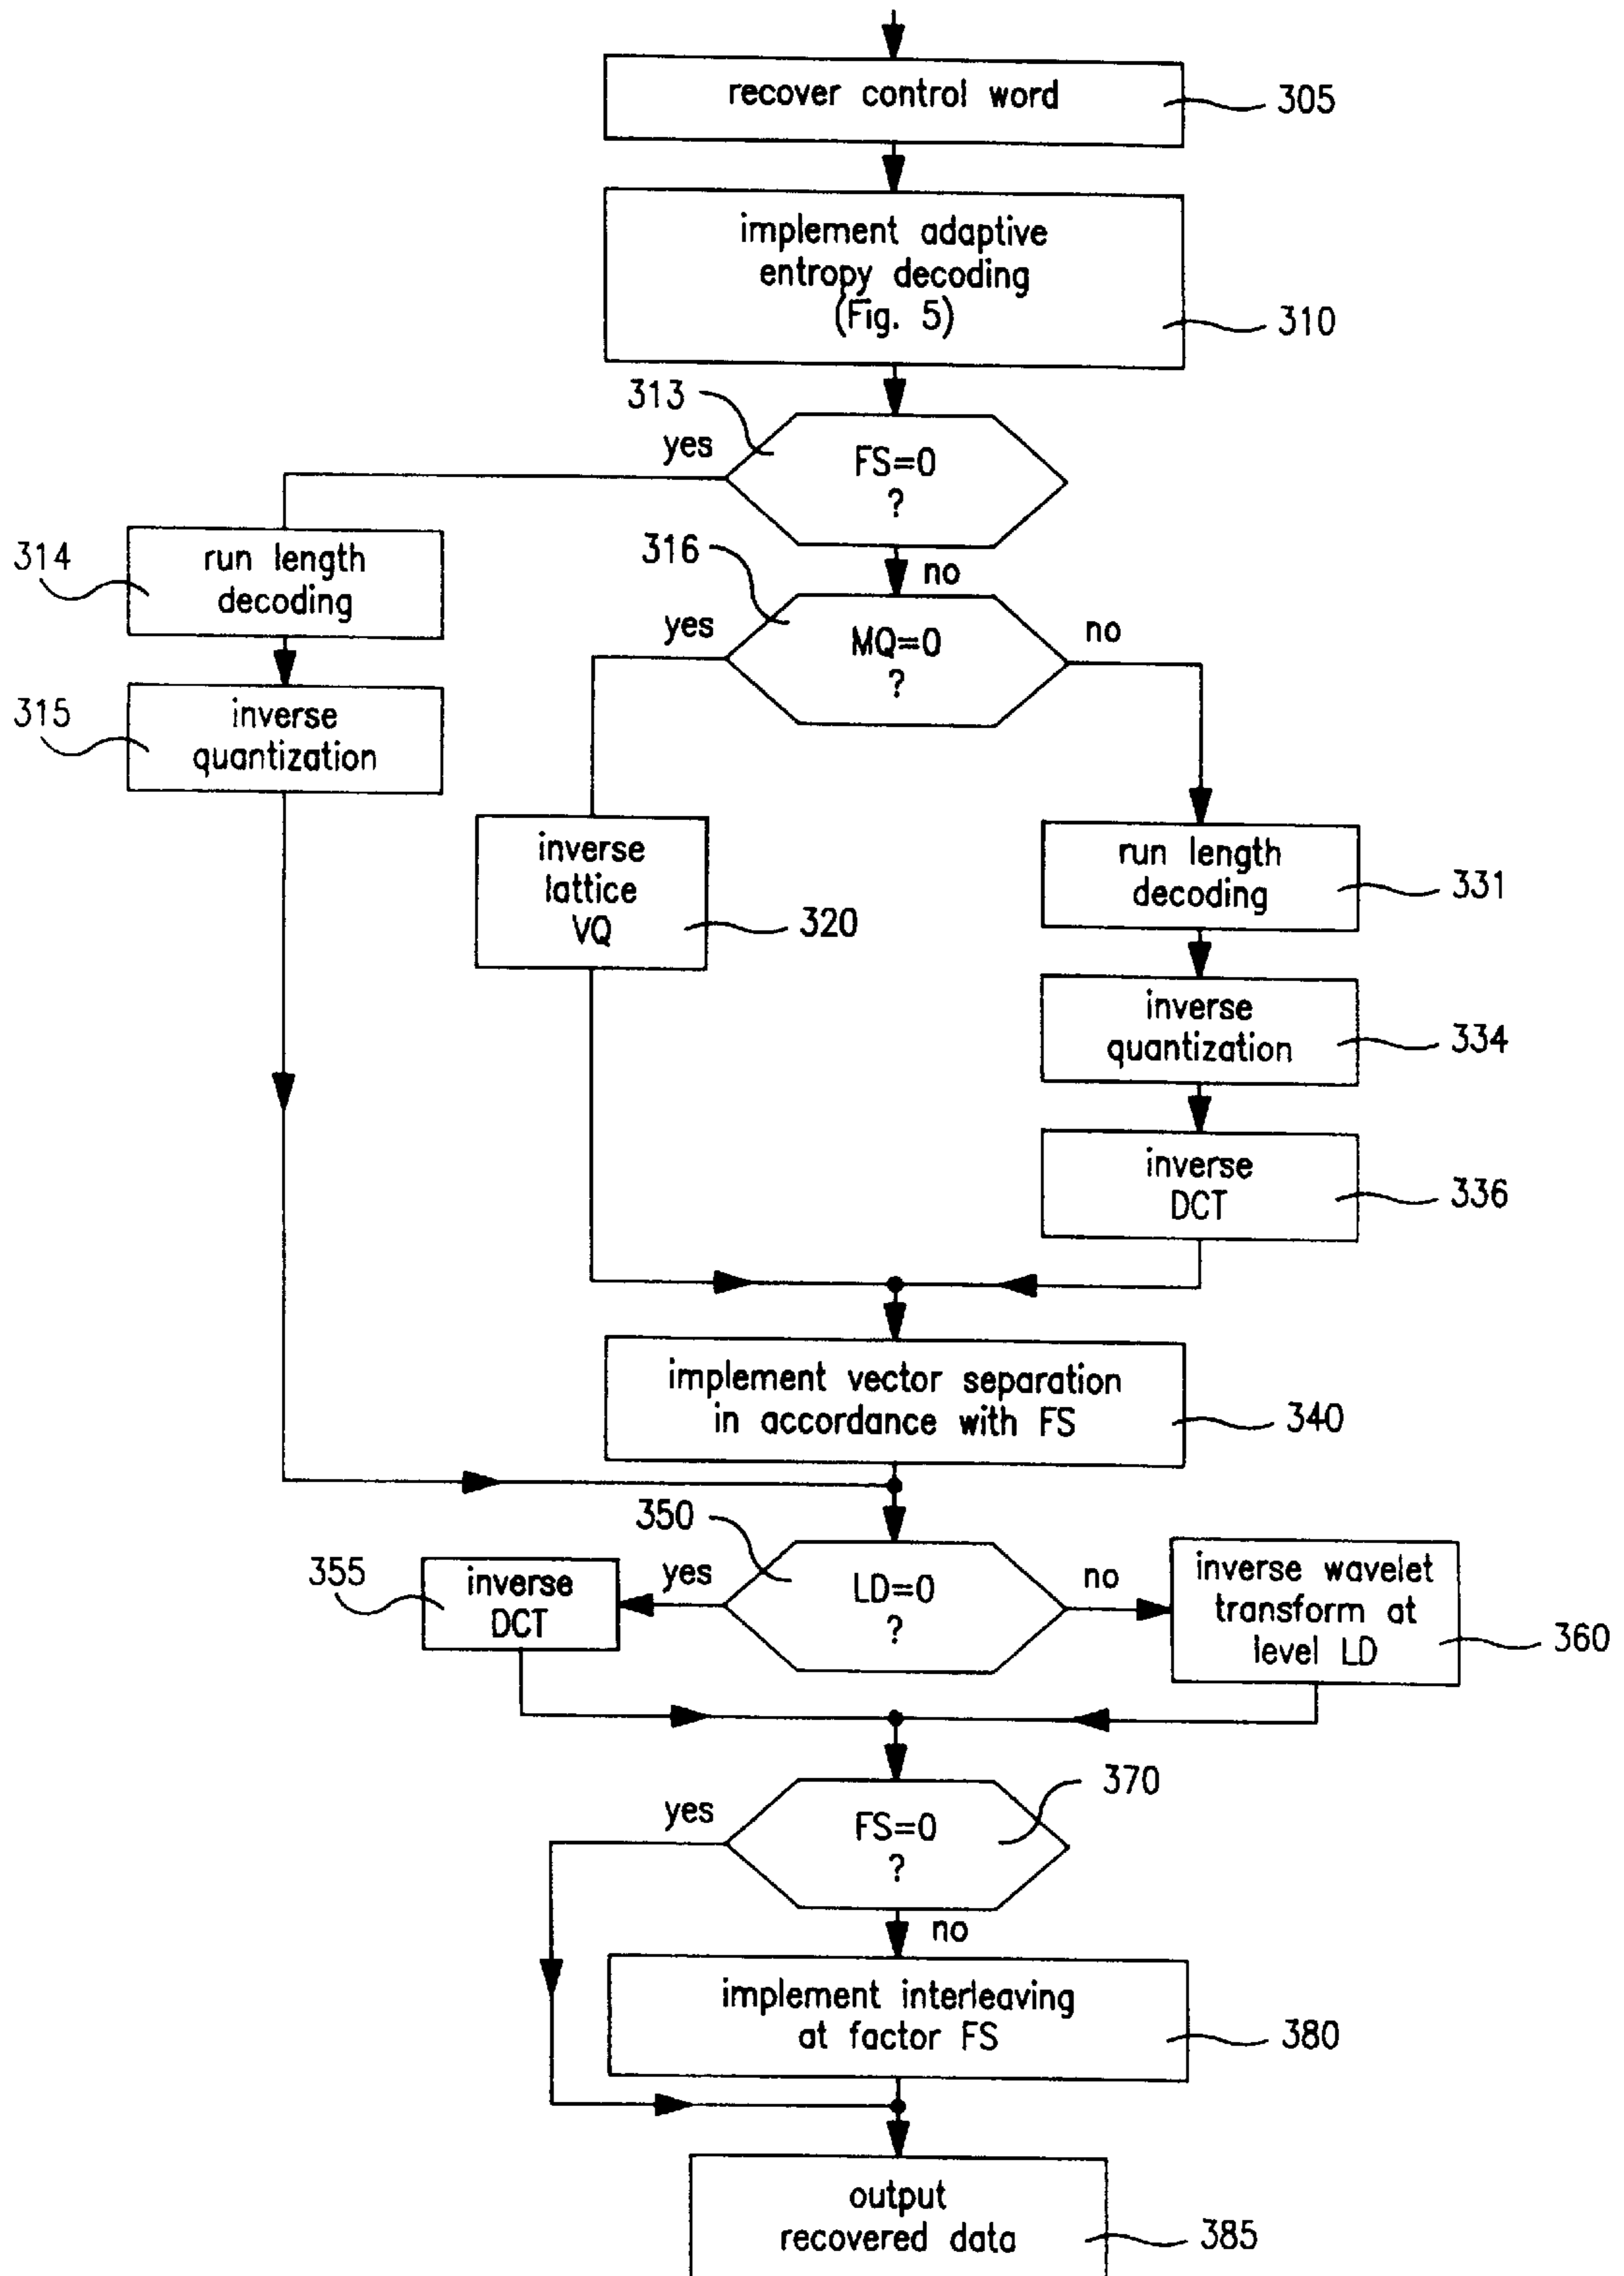 recover control word
305
implement adaptive
entropy decoding
(Fig. 5)
310
313
yes
FS=0
?
no
314
run length
decoding
316
yes
MQ=0
?
no
315
inverse
quantization
inverse
lattice
VQ
320
run length
decoding
331
inverse
quantization
334
inverse
DCT
336
implement vector separation
in accordance with FS
340
350
355
inverse
DCT
yes
LD=0
?
no
inverse wavelet
transform at
level LD
360
370
yes
FS=0
?
no
implement interleaving
at factor FS
380
output
recovered data
385